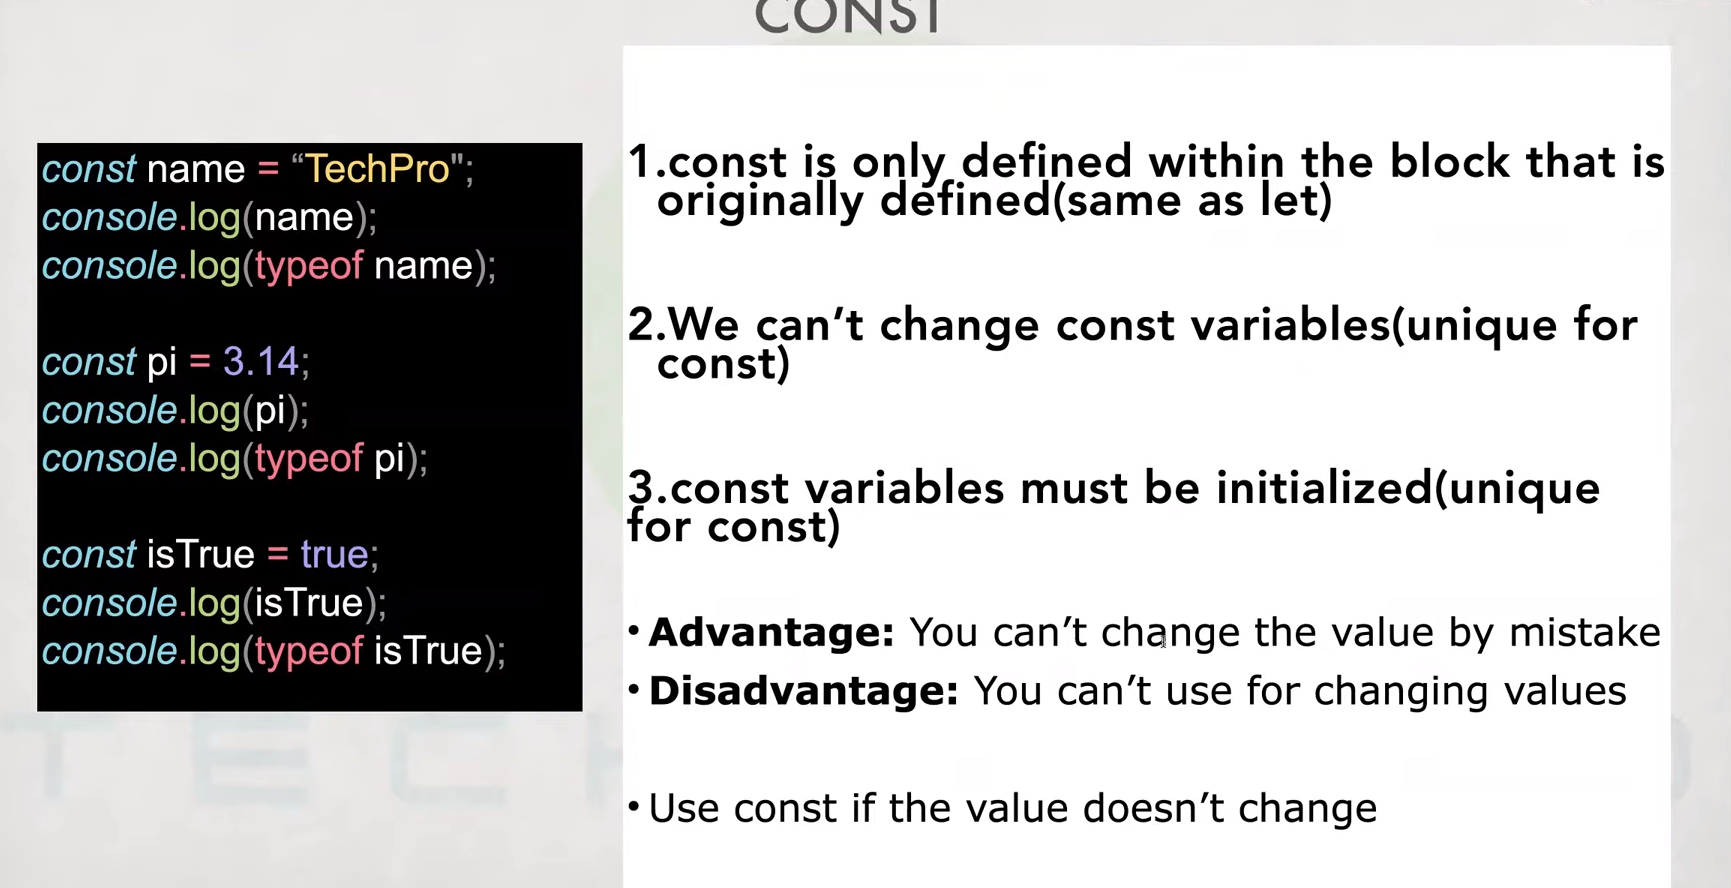 CONST
const name = “TechPro";
console.log(name);
console.log(typeof name);
const pi = 3.14;
console.log(pi);
console.log(typeof pi);
const isTrue = true;
console.log(isTrue);
console.log(typeof isTrue);
1.const is only defined within the block that is
originally defined(same as let)
2.We can’t change const variables(unique for
const)
3.const variables must be initialized(unique
for const)
• Advantage: You can’t change the value by mistake
• Disadvantage: You can’t use for changing values
• Use const if the value doesn’t change
TECH